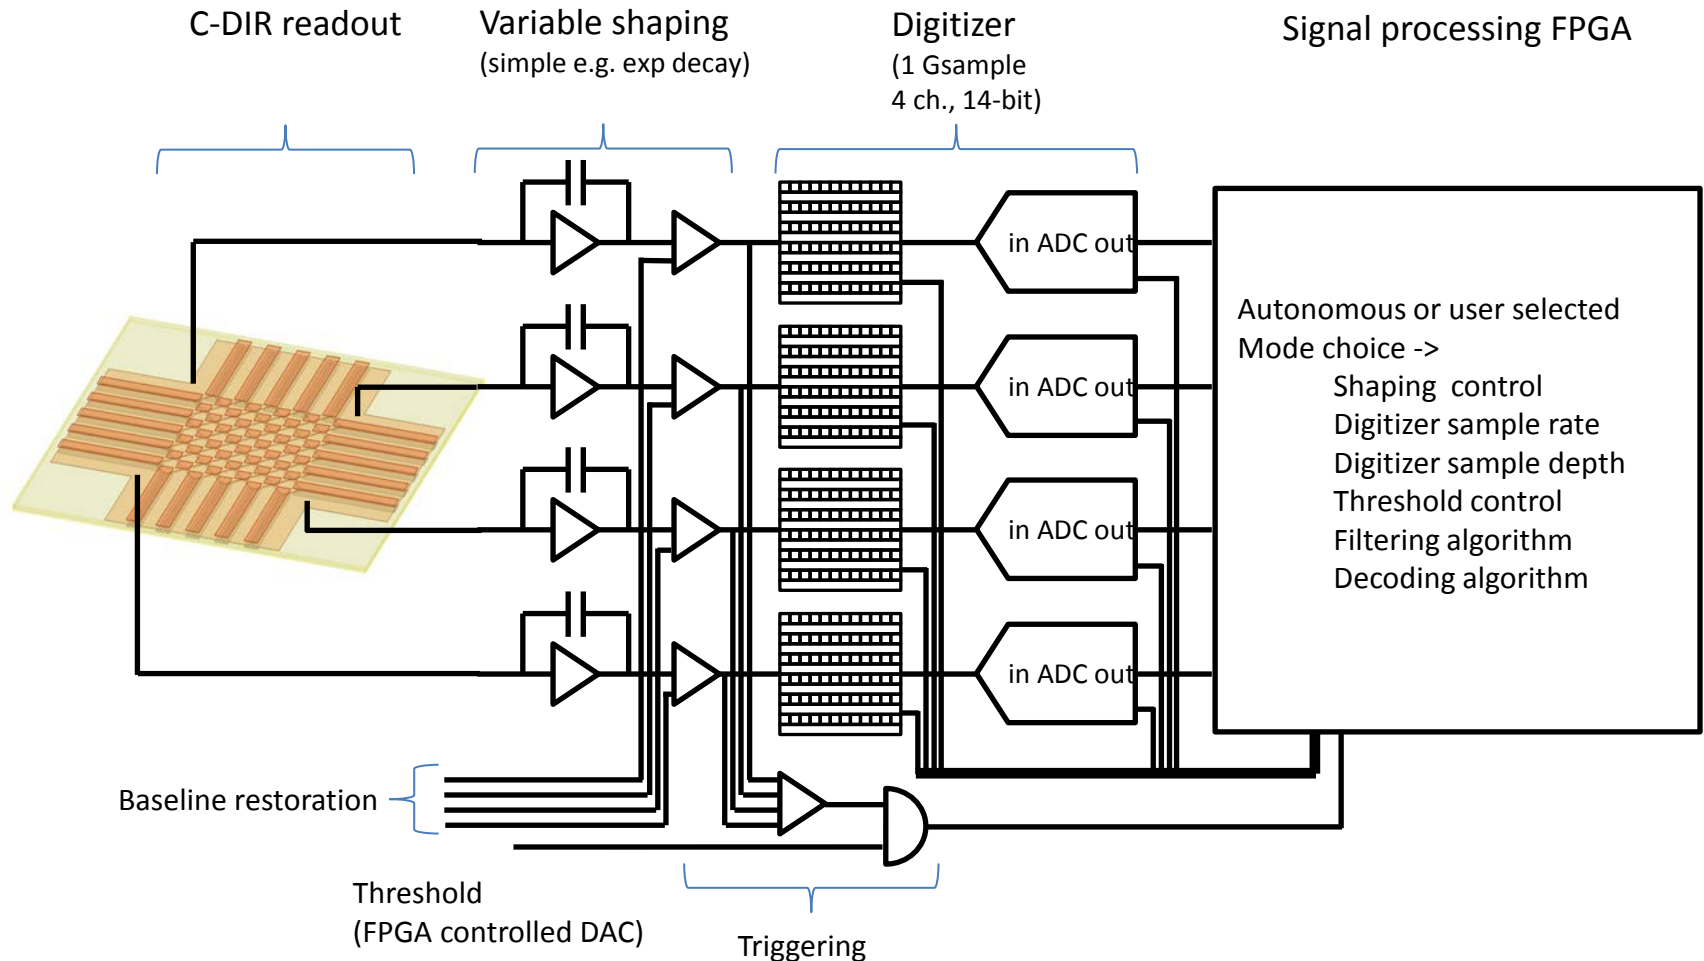 C-DIR readout
Variable shaping
(simple e.g. exp decay)
Digitizer
(1 Gsample
4 ch., 14-bit)
Signal processing FPGA
in ADC out
in ADC out
in ADC out
in ADC out
Autonomous or user selected
Mode choice ->
Shaping control
Digitizer sample rate
Digitizer sample depth
Threshold control
Filtering algorithm
Decoding algorithm
Baseline restoration
Threshold
(FPGA controlled DAC)
Triggering